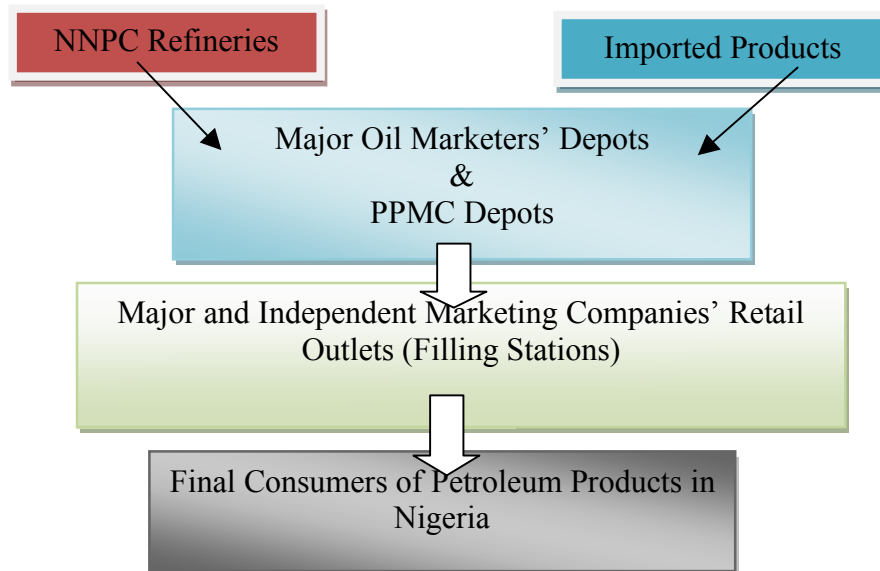 NNPC Refineries
Imported Products
Major Oil Marketers’ Depots
&
PPMC Depots
Major and Independent Marketing Companies’ Retail
Outlets (Filling Stations)
Final Consumers of Petroleum Products in
Nigeria